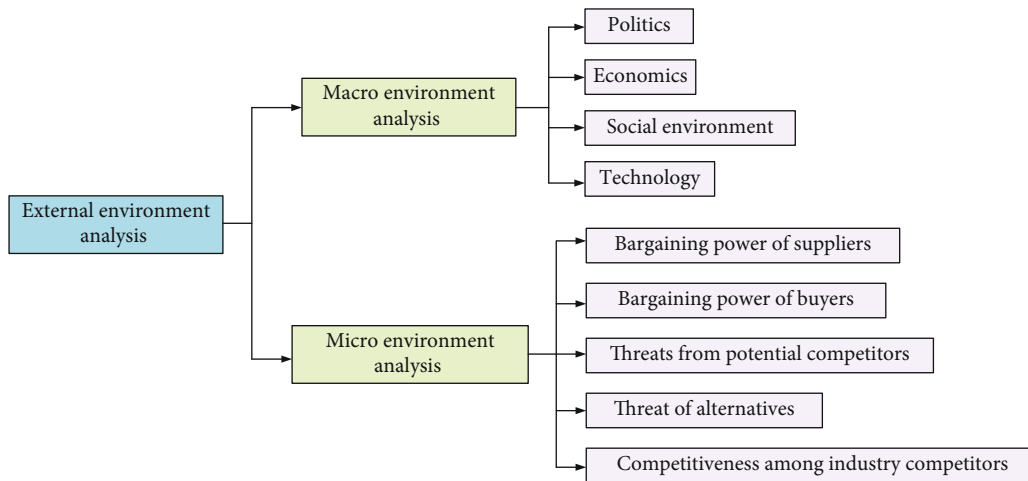 External environment
analysis
Macro environment
analysis
Politics
Economics
Social environment
Technology
Micro environment
analysis
Bargaining power of suppliers
Bargaining power of buyers
Threats from potential competitors
Threat of alternatives
Competitiveness among industry competitors